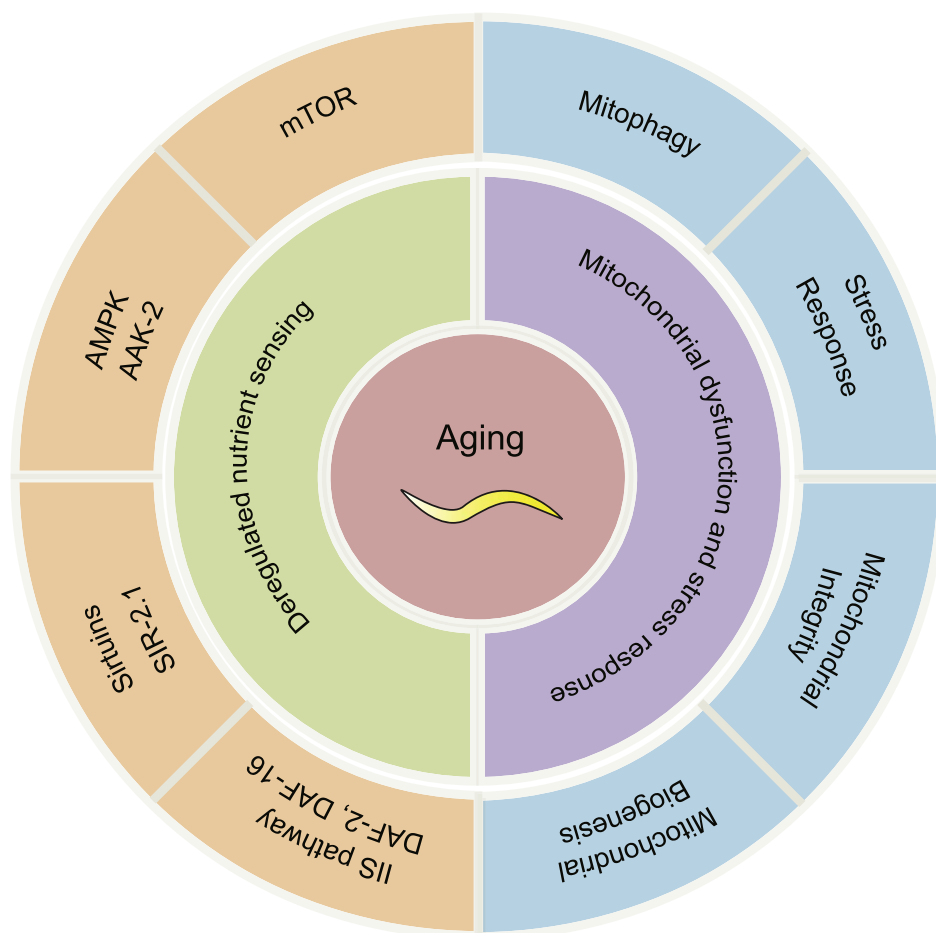 mTOR
Mitophagy
Stress
Response
Mitochondrial
Integrity
Mitochondrial
Biogenesis
IIS pathway
DAF-2, DAF-16
Sirtuins
SIR-2.1
AMPK
AAK-2
Deregulated nutrient sensing
Mitochondrial dysfunction and stress response
Aging